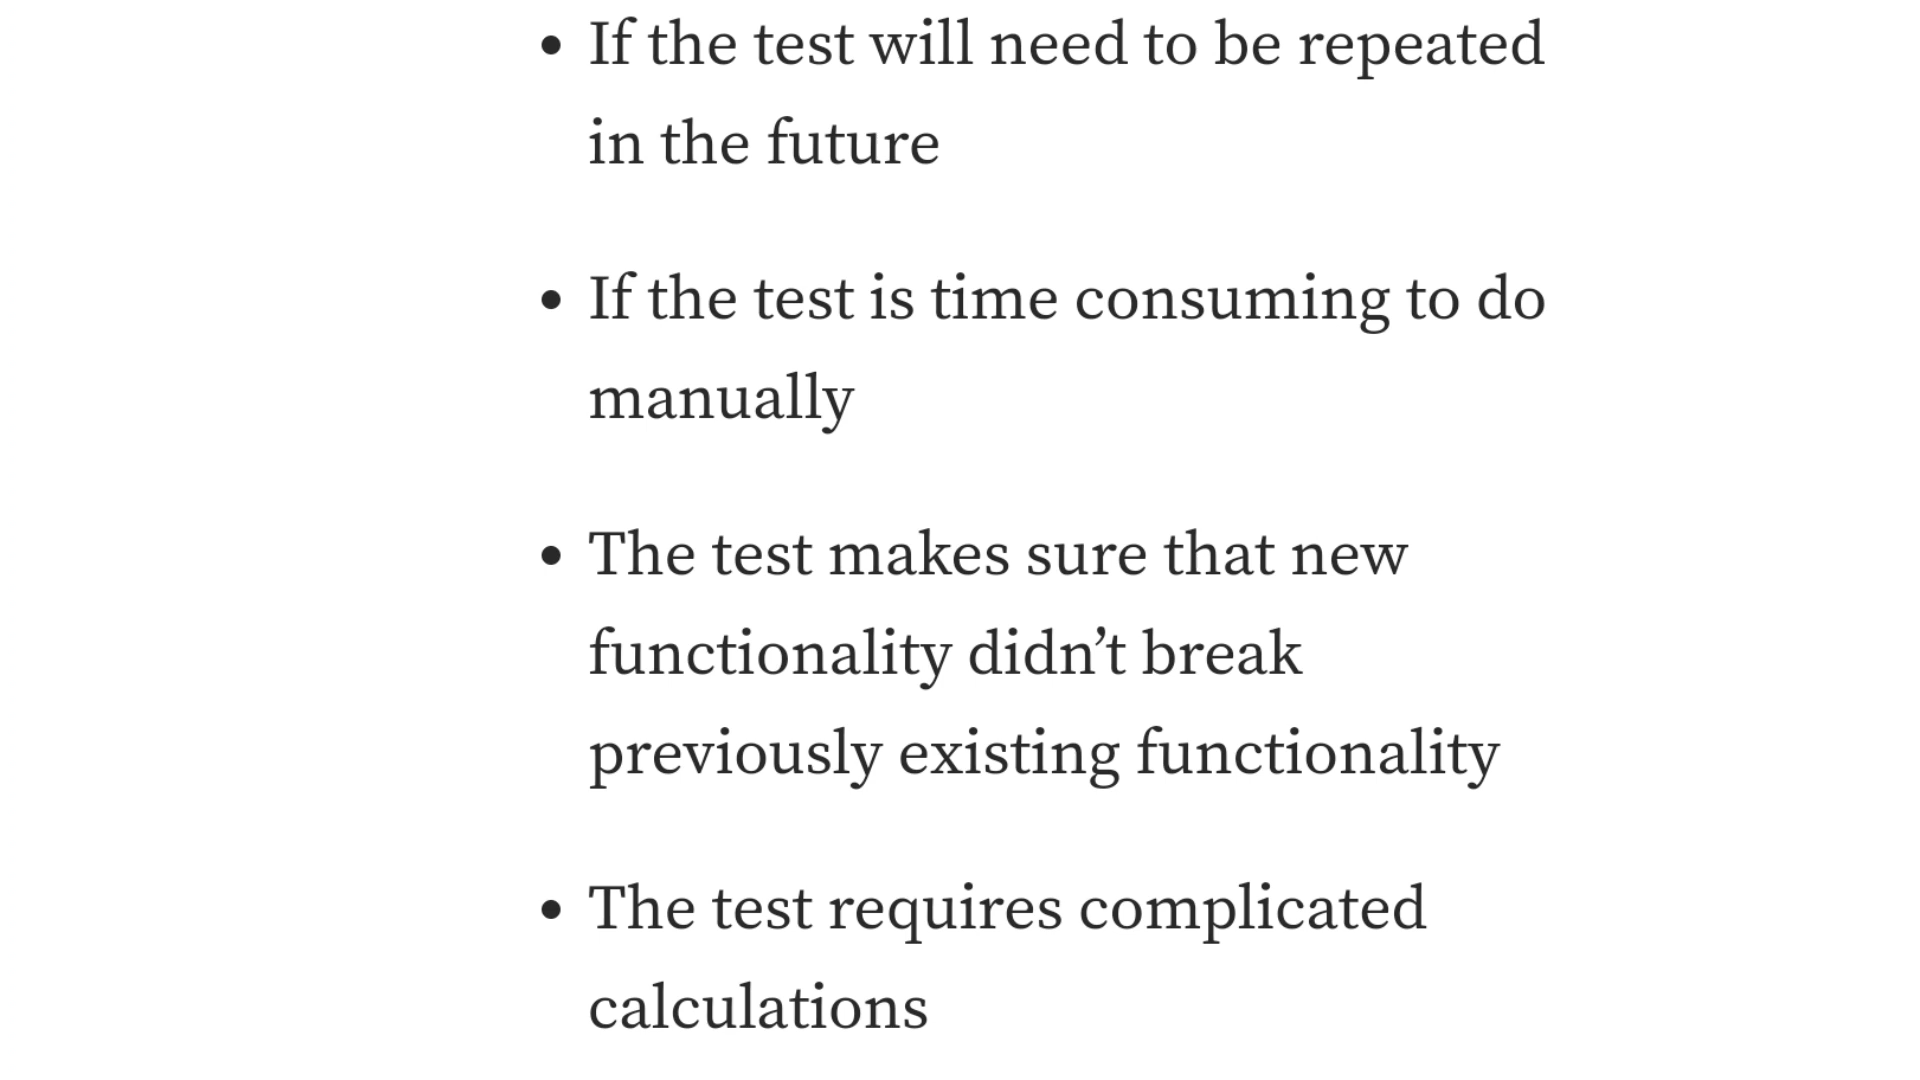 • If the test will need to be repeated
in the future
• If the test is time consuming to do
manually
• The test makes sure that new
functionality didn’t break
previously existing functionality
• The test requires complicated
calculations